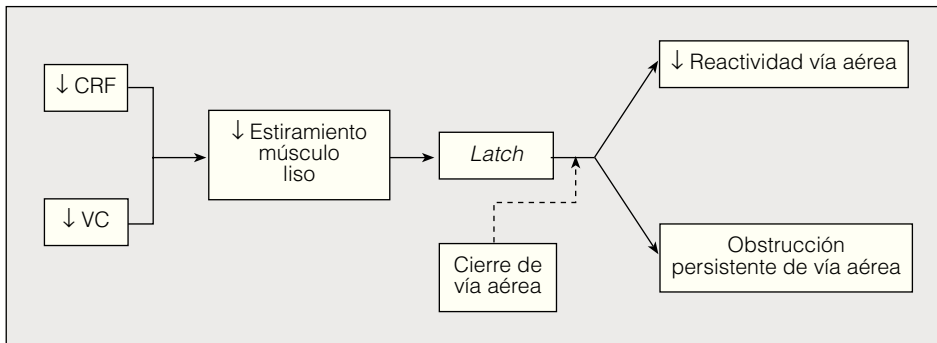 ↓ CRF
↓ VC
↓ Estiramiento
músculo
liso
Latch
Cierre de
vía aérea
↓ Reactividad vía aérea
Obstrucción
persistente de vía aérea